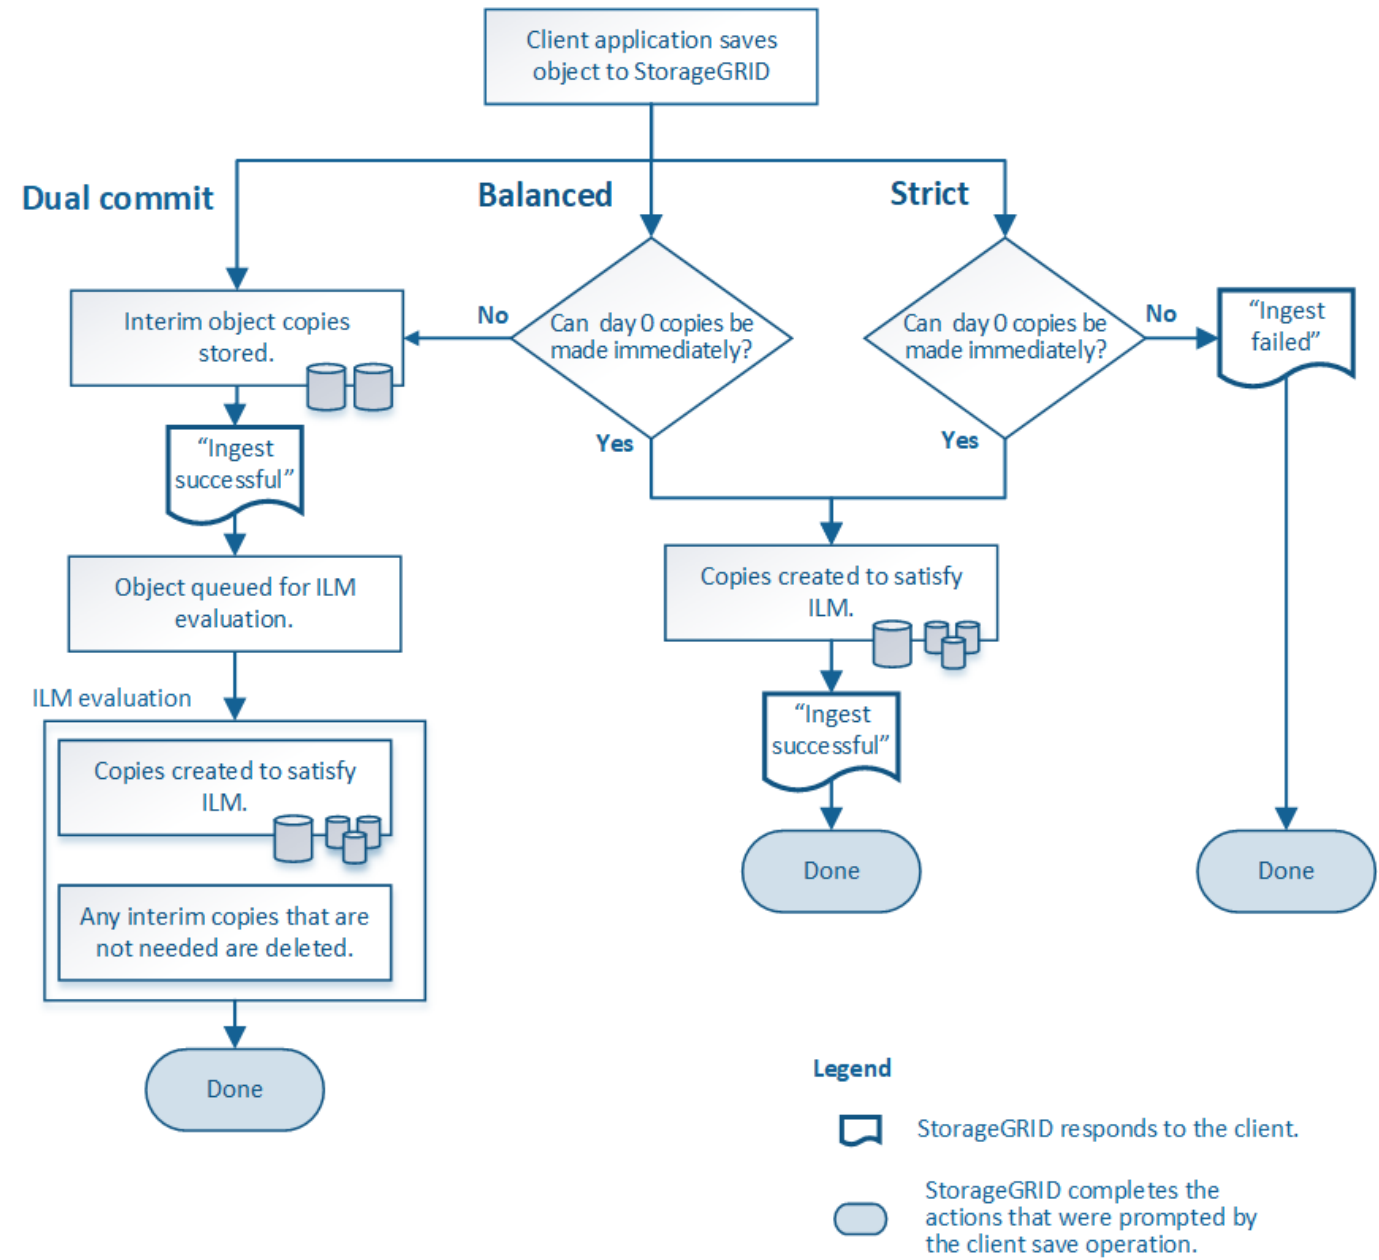 Client application saves
object to StorageGRID
Dual commit
Balanced
Strict
Interim object copies
stored.
No
Can day 0 copies be
made immediately?
Yes
Can day 0 copies be
made immediately?
No
Yes
“Ingest
failed”
“Ingest
successful”
Object queued for ILM
evaluation.
Copies created to satisfy
ILM.
“Ingest
successful”
ILM evaluation
Copies created to satisfy
ILM.
Any interim copies that are
not needed are deleted.
Done
Done
Done
Legend
StorageGRID responds to the client.
StorageGRID completes the
actions that were prompted by
the client save operation.